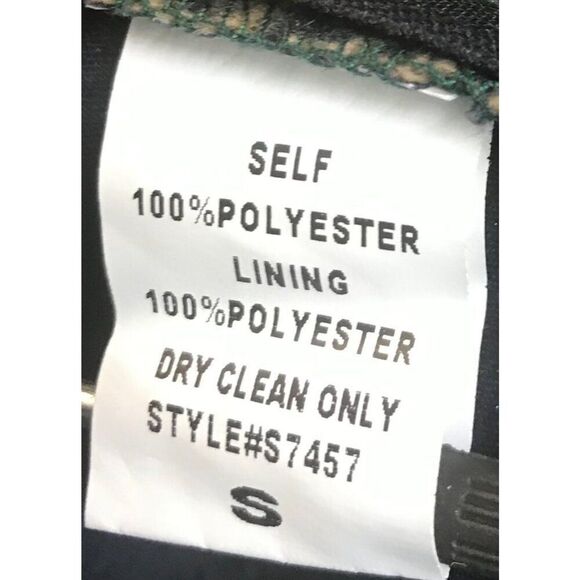 SELF
100%POLYESTER
LINING
100%POLYESTER
DRY CLEAN ONLY
STYLE#S7457
S